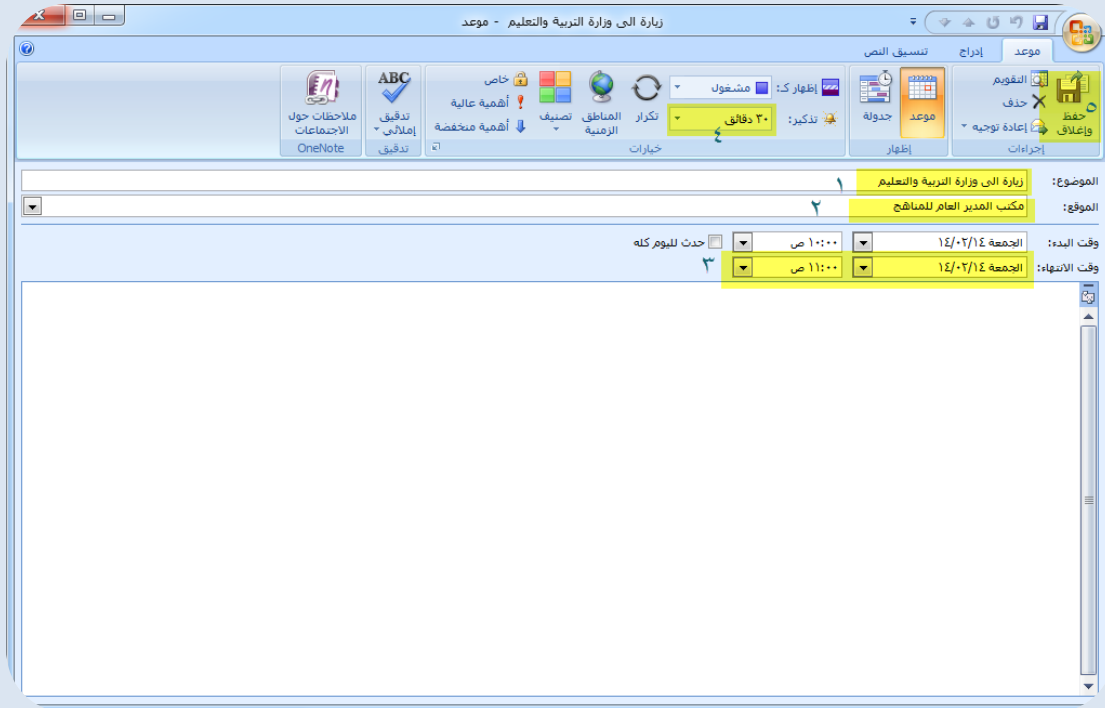 زيارة الى وزارة التربية والتعليم - موعد
موعد إدراج تنسيق النص
حفظ وإغلاق
٥
التقويم
حذف
إعادة توجيه
إجراءات
موعد
جدولة
إظهار
إظهار كـ: مشغول
تذكير: ٣٠ دقائق
٤
تكرار
المناطق الزمنية
تصنيف
خاص
أهمية عالية
أهمية منخفضة
خيارات
ABC
تدقيق إملائي
تدقيق
ملاحظات حول الاجتماعات
OneNote
الموضوع: زيارة الى وزارة التربية والتعليم ١
الموقع: مكتب المدير العام للمناهج ٢
وقت البدء: الجمعة ١٤/٠٢/١٤ ١٠:٠٠ ص حدث لليوم كله
وقت الانتهاء: الجمعة ١٤/٠٢/١٤ ١١:٠٠ ص ٣